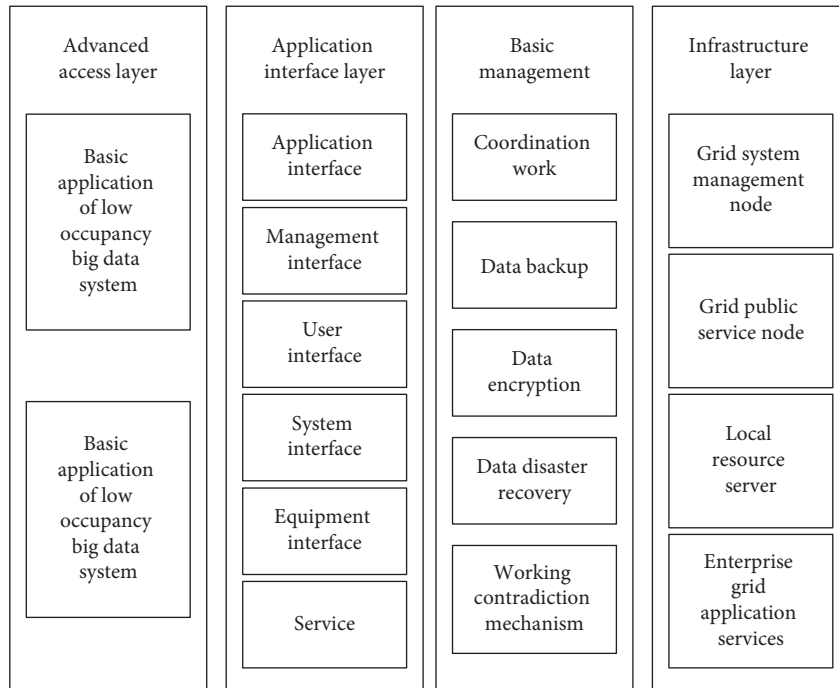 Advanced
access layer
Basic
application
of low
occupancy
big data
system
Basic
application
of low
occupancy
big data
system
Application
interface layer
Application
interface
Management
interface
User
interface
System
interface
Equipment
interface
Service
Basic
management
Coordination
work
Data backup
Data
encryption
Data disaster
recovery
Working
contradiction
mechanism
Infrastructure
layer
Grid system
management
node
Grid public
service node
Local
resource
server
Enterprise
grid
application
services